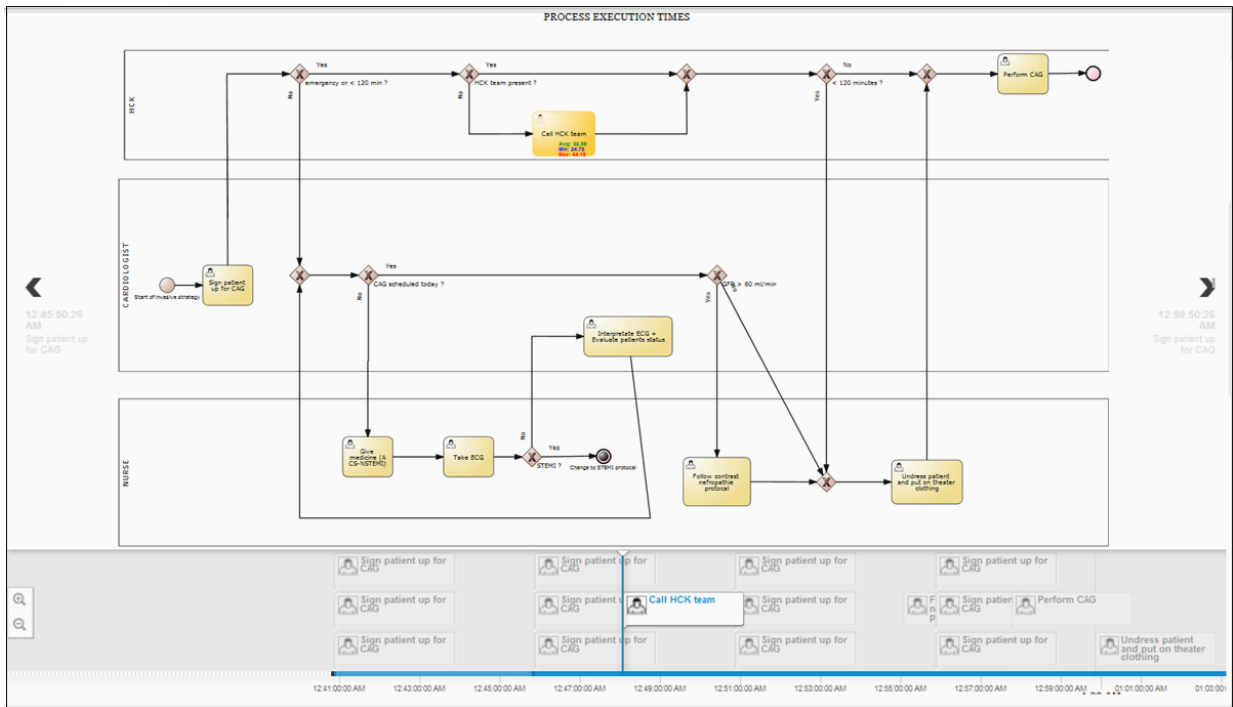 PROCESS EXECUTION TIMES
HCK
Yes
emergency or < 120 min ?
No
Yes
HCK team present ?
No
Call HCK team
No
< 120 minutes ?
Yes
Perform CAG
CARDIOLOGIST
Start of invasive strategy
Sign patient
up for CAG
Yes
CAG scheduled today ?
No
> 60 ml/min
Yes
No
Interpretate ECG +
Evaluate patients status
NURSE
Give
medicine (A
CS-NSTEMI)
Take ECG
No
Yes
STEMI ?
Change to STEMI protocal
Follow contrast
nefropathie
protocal
Undress patient
and put on theater
clothing
12:45:50:26
AM
Sign patient up
for CAG
12:50:50:26
AM
Sign patient up
for CAG
Sign patient up for
CAG
Sign patient up for
CAG
Sign patient up for
CAG
Sign patient up for
CAG
Sign patient up for
CAG
Sign patient
CAG
Call HCK team
Sign patient up for
CAG
Sign patien
CAG
Perform CAG
Sign patient up for
CAG
Sign patient up for
CAG
Sign patient up for
CAG
Sign patient up for
CAG
Undress patient
and put on theater
clothing
12:41:00:00 AM
12:43:00:00 AM
12:45:00:00 AM
12:47:00:00 AM
12:49:00:00 AM
12:51:00:00 AM
12:53:00:00 AM
12:55:00:00 AM
12:57:00:00 AM
12:59:00:00 AM
01:01:00:00 AM
01:03:00: